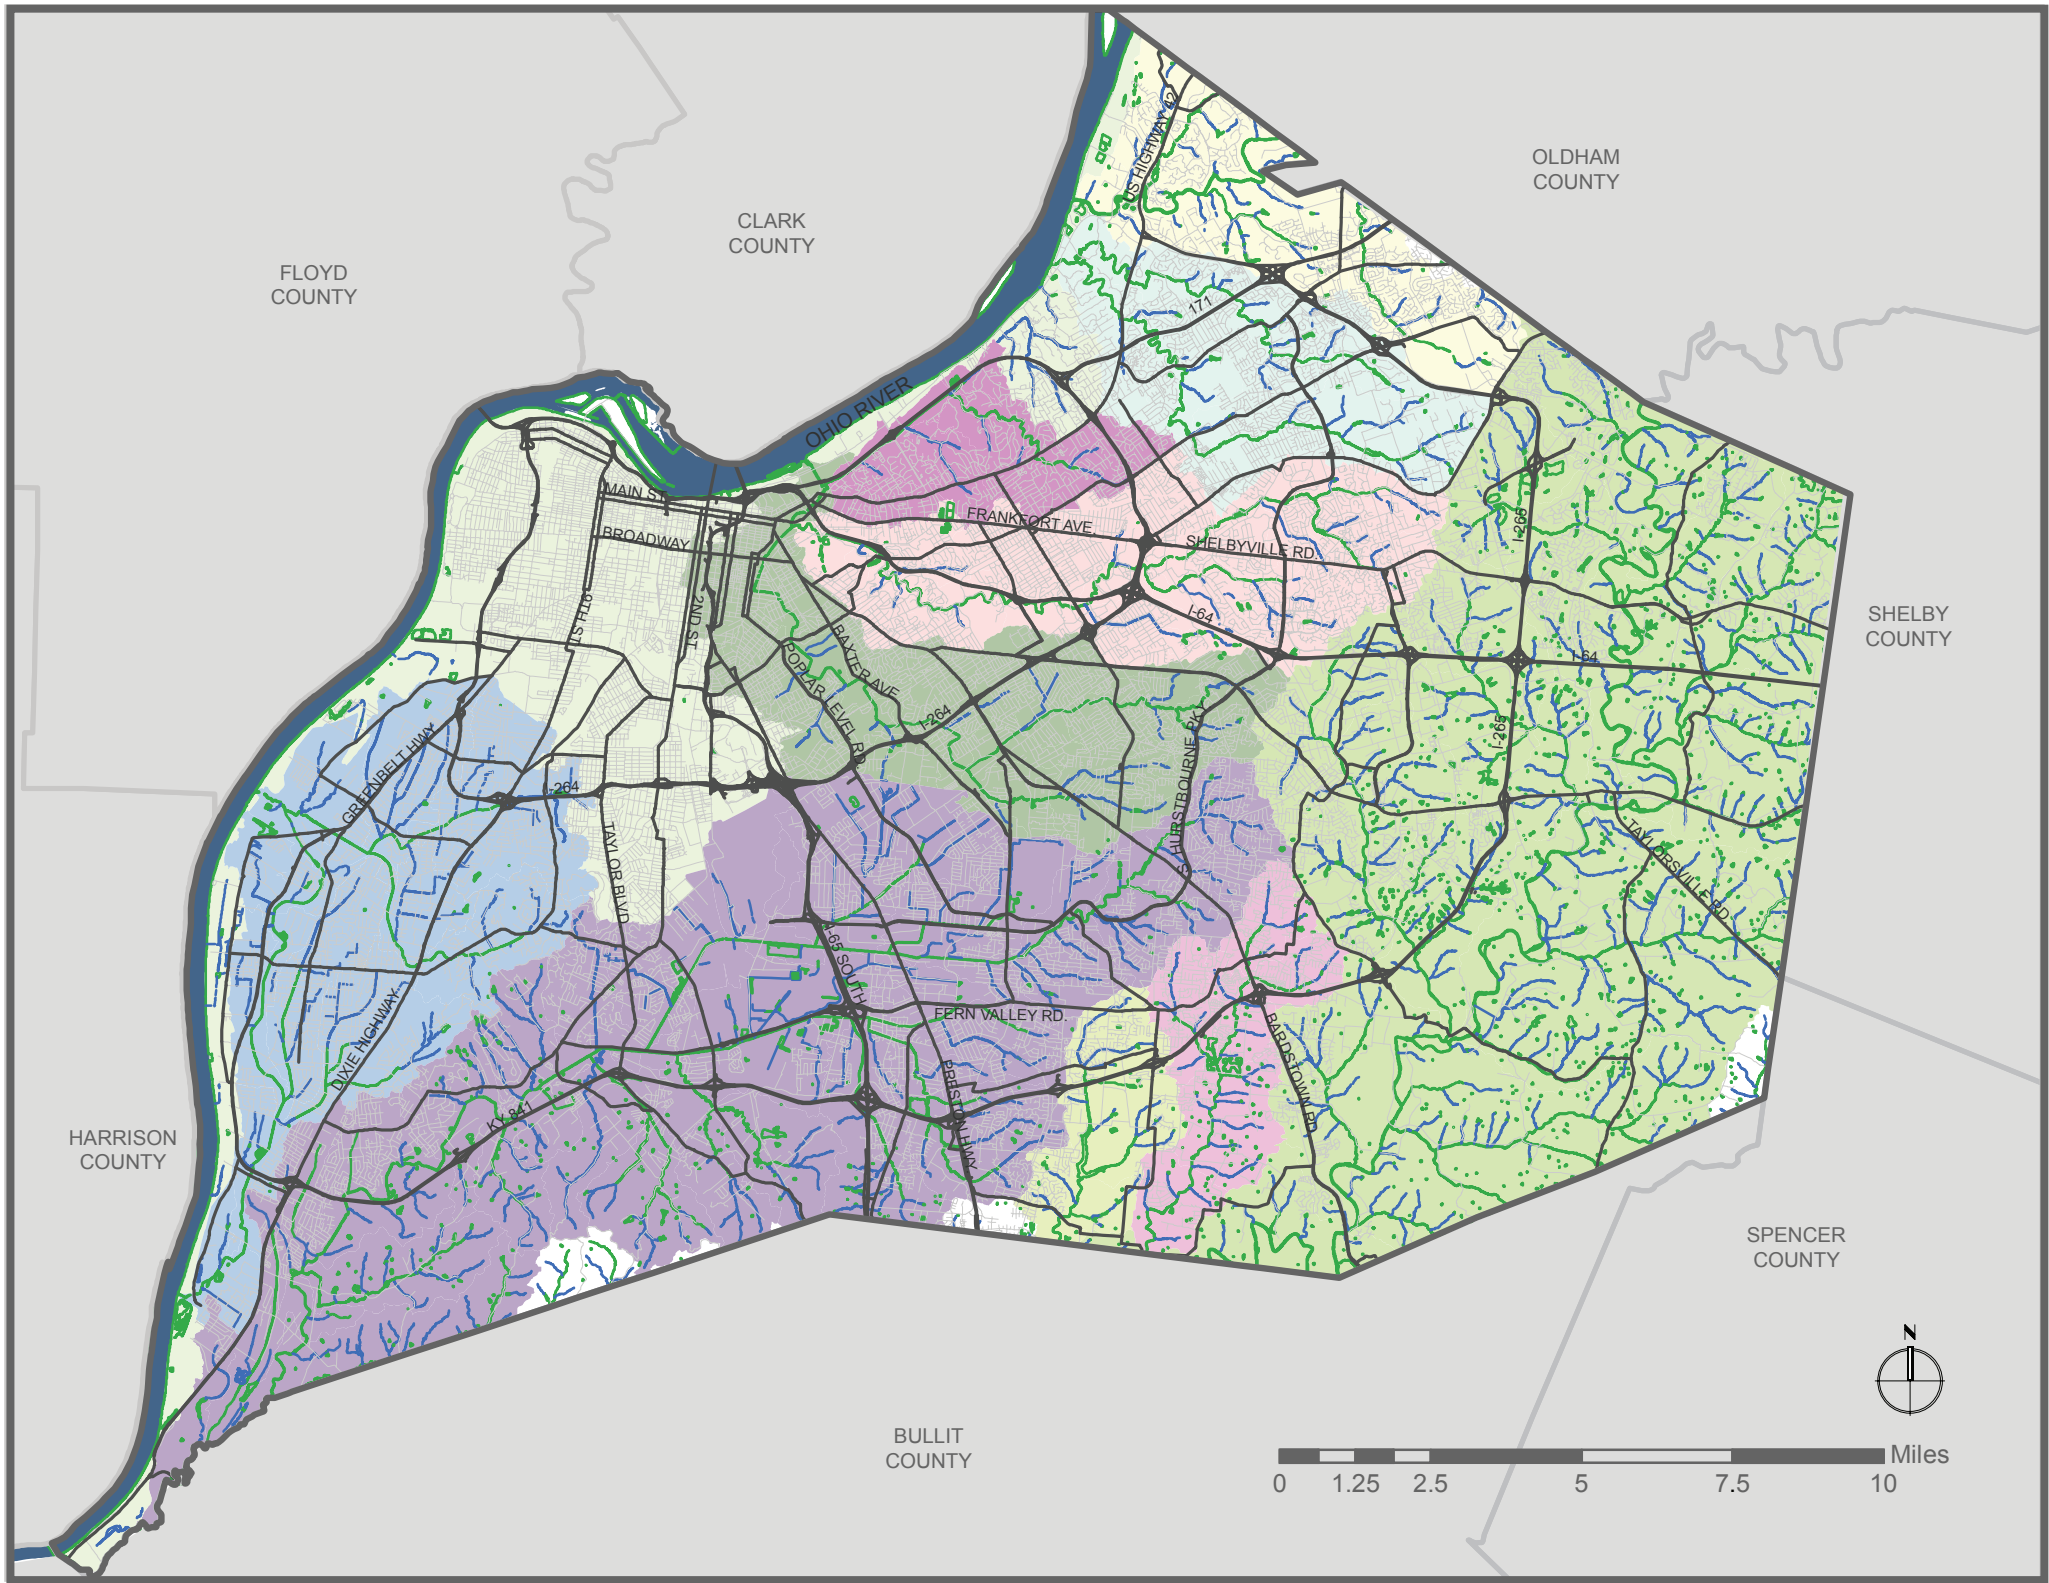 OLDHAM
COUNTY
CLARK
COUNTY
FLOYD
COUNTY
US HIGHWAY 42
171
OHIO RIVER
MAIN ST.
BROADWAY
FRANKFORT AVE.
SHELBYVILLE RD.
I-265
9TH ST.
2ND ST.
I-64
SHELBY
COUNTY
BAXTER AVE
POPLAR LEVEL RD.
I-64
I-264
S HURSTBOURNE PKY
I-265
GREENBELT HWY
I-264
TAYLOR BLVD
TAYLORSVILLE RD.
I-65 SOUTH
FERN VALLEY RD.
DIXIE HIGHWAY
BARDSTOWN RD
PRESTON HWY
KY 841
HARRISON
COUNTY
SPENCER
COUNTY
BULLIT
COUNTY
N
Miles
0 1.25 2.5 5 7.5 10